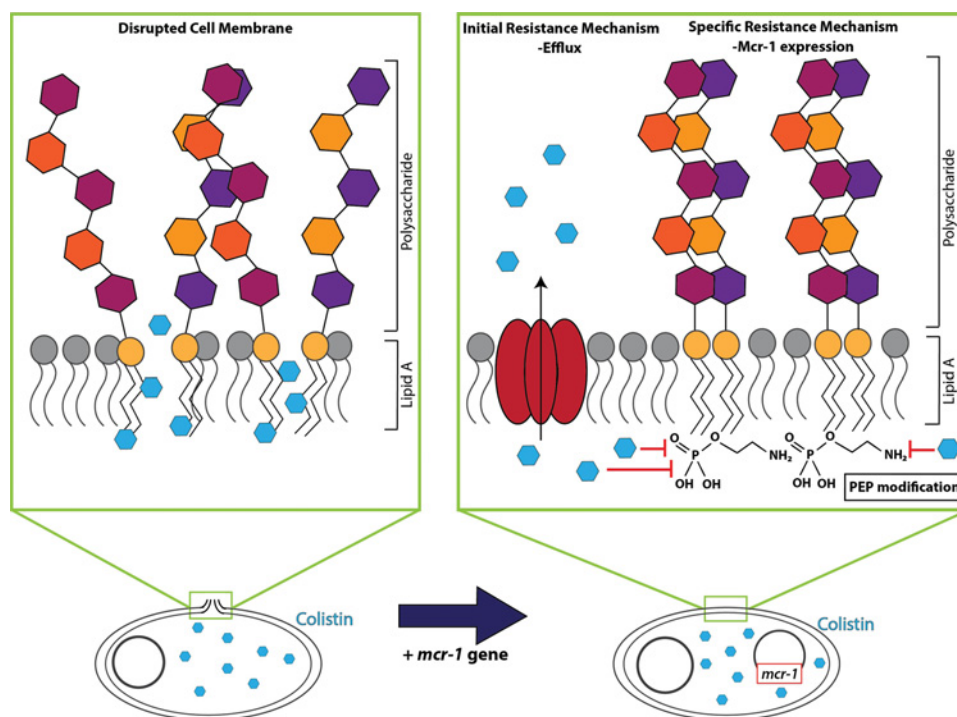 Disrupted Cell Membrane
Polysaccharide
Lipid A
Initial Resistance Mechanism
-Efflux
Specific Resistance Mechanism
-Mcr-1 expression
Polysaccharide
Lipid A
O
O
P
OH
OH
NH₂
O
O
P
OH
OH
NH₂
PEP modification
Colistin
+ mcr-1 gene
Colistin
mcr-1